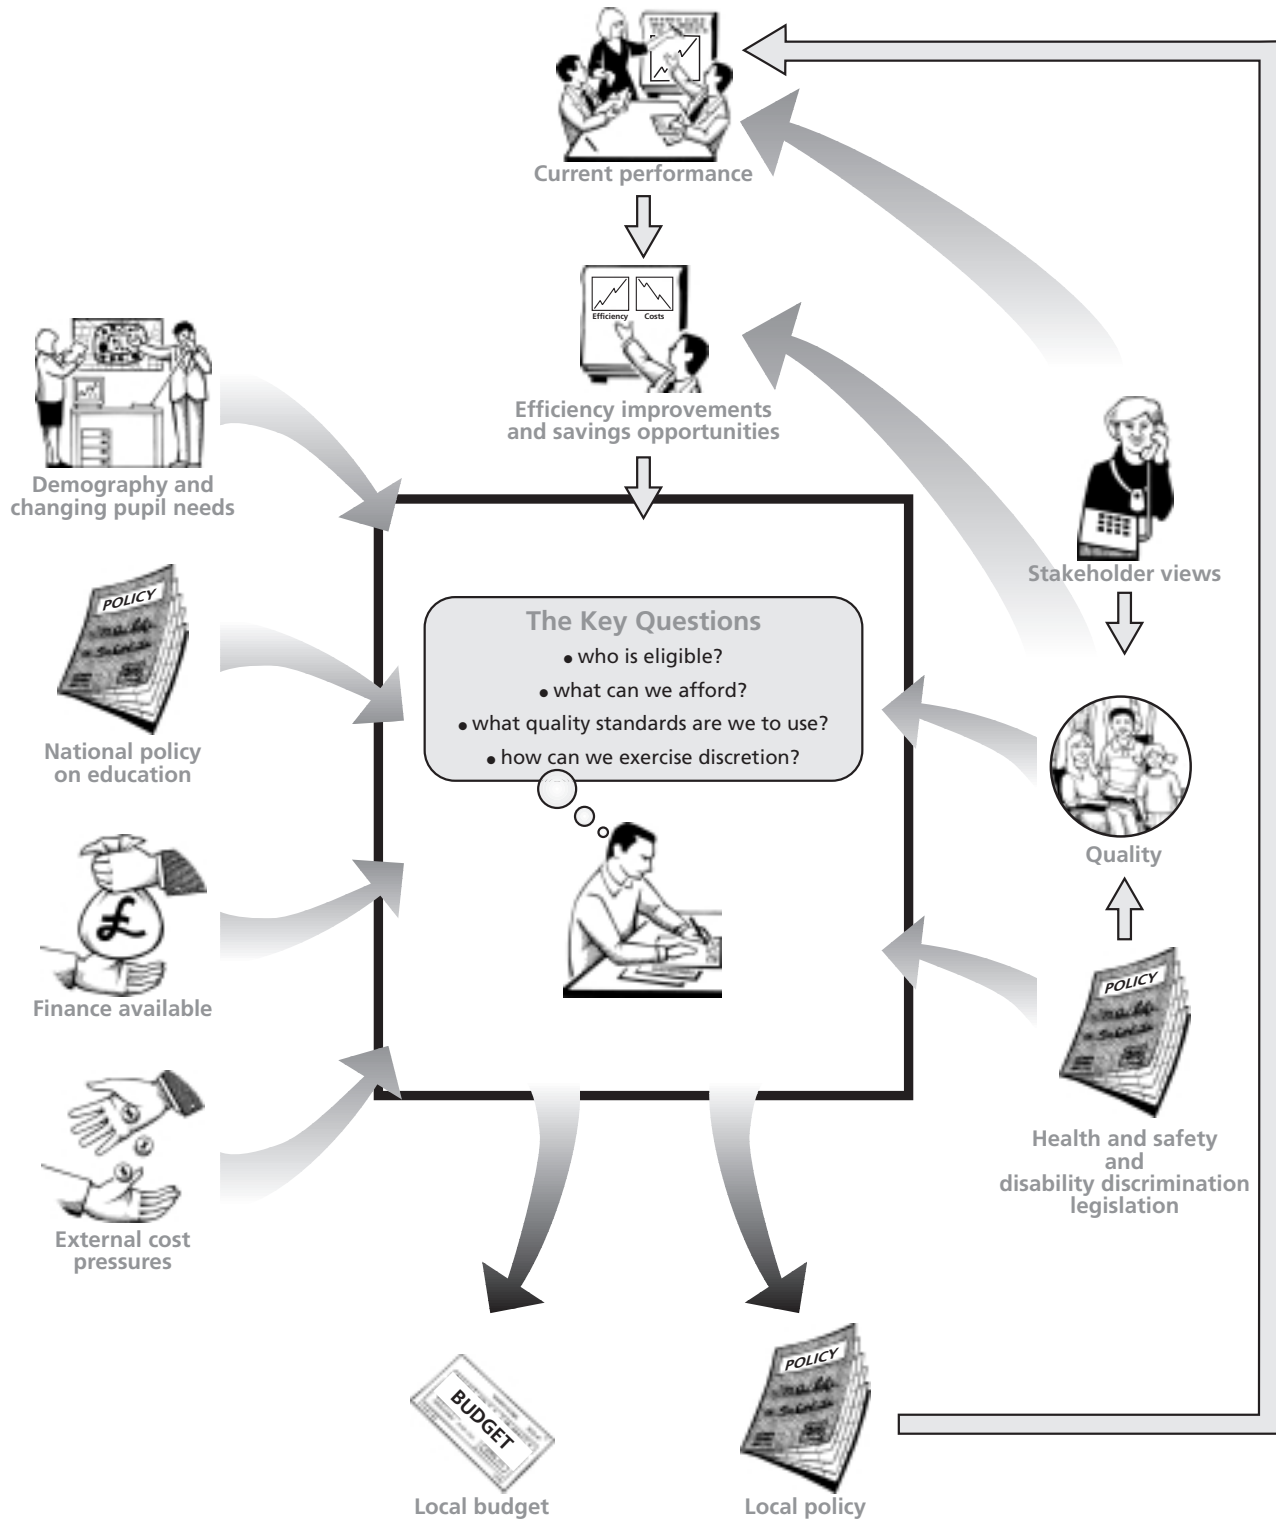 Current performance
Efficiency
Costs
Efficiency improvements
and savings opportunities
Demography and
changing pupil needs
Stakeholder views
POLICY
National policy
on education
The Key Questions
• who is eligible?
• what can we afford?
• what quality standards are we to use?
• how can we exercise discretion?
Quality
£
Finance available
POLICY
Health and safety
and
disability discrimination
legislation
External cost
pressures
BUDGET
Local budget
POLICY
Local policy